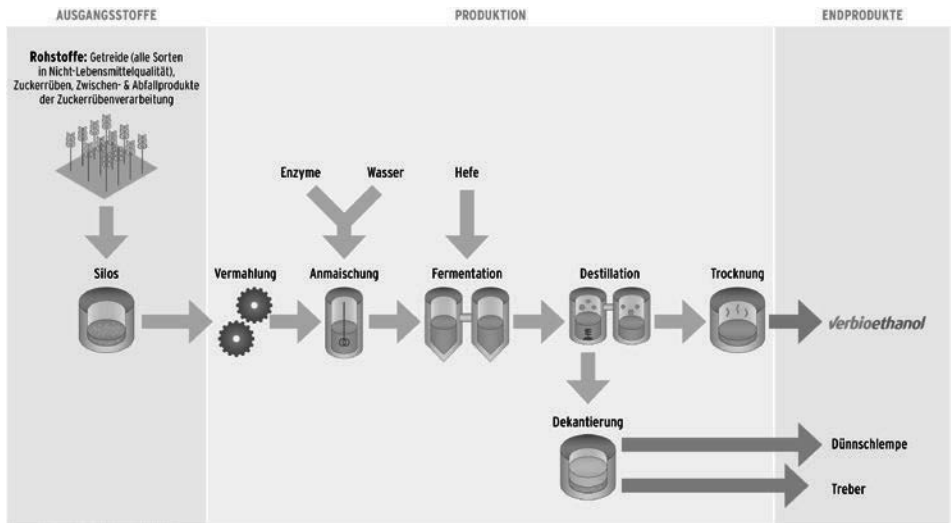 AUSGANGSSTOFFE
PRODUKTION
ENDPRODUKTE
Rohstoffe: Getreide (alle Sorten
in Nicht-Lebensmittelqualität),
Zuckerrüben, Zwischen- & Abfallprodukte
der Zuckerrübenverarbeitung
Enzyme
Wasser
Hefe
Silos
Vermahlung
Anmaischung
Fermentation
Destillation
Trocknung
verbioethanol
Dekantierung
Dünnschlempe
Treber